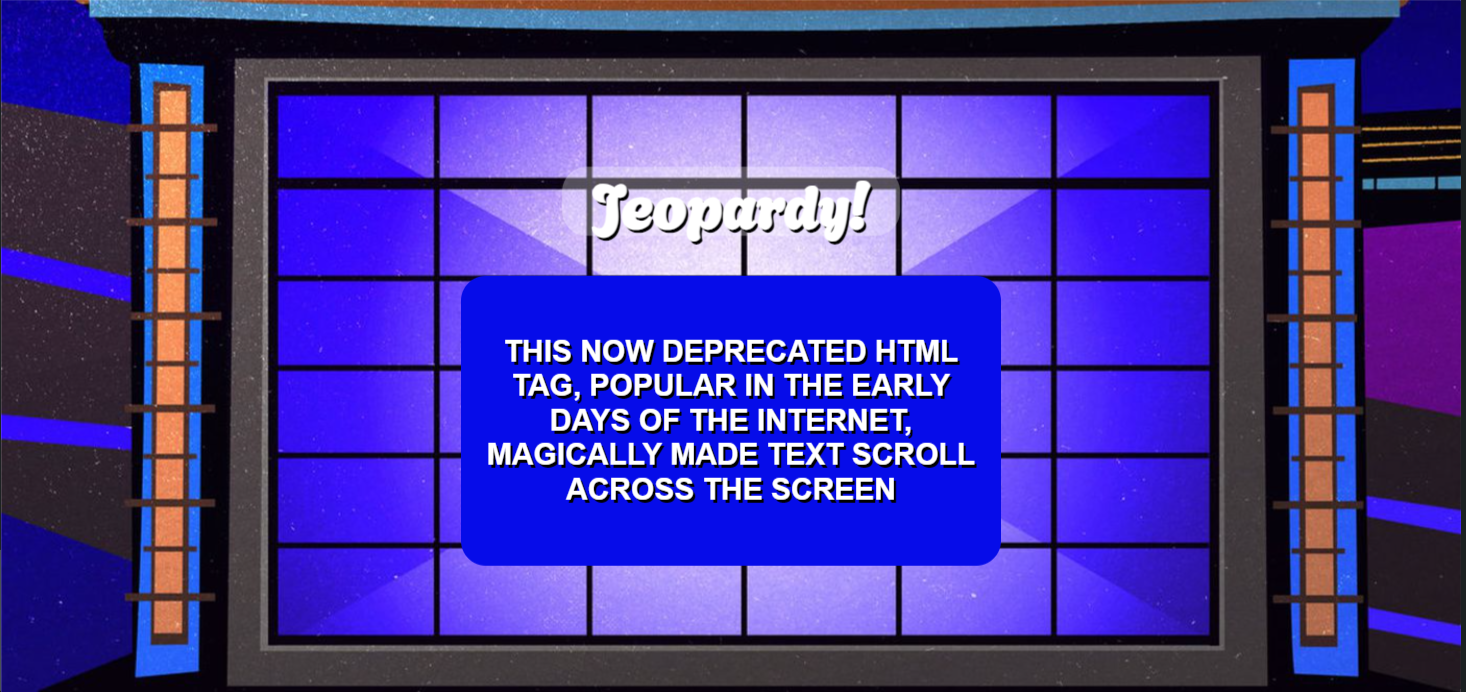 Jeopardy!
THIS NOW DEPRECATED HTML
TAG, POPULAR IN THE EARLY
DAYS OF THE INTERNET,
MAGICALLY MADE TEXT SCROLL
ACROSS THE SCREEN